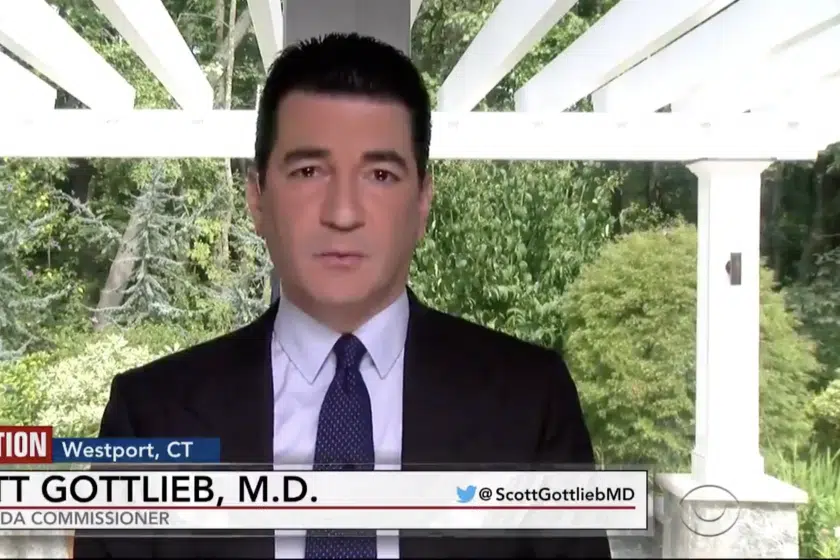 TION
Westport, CT
TT GOTTLIEB, M.D.
@ScottGottliebMD
DA COMMISSIONER